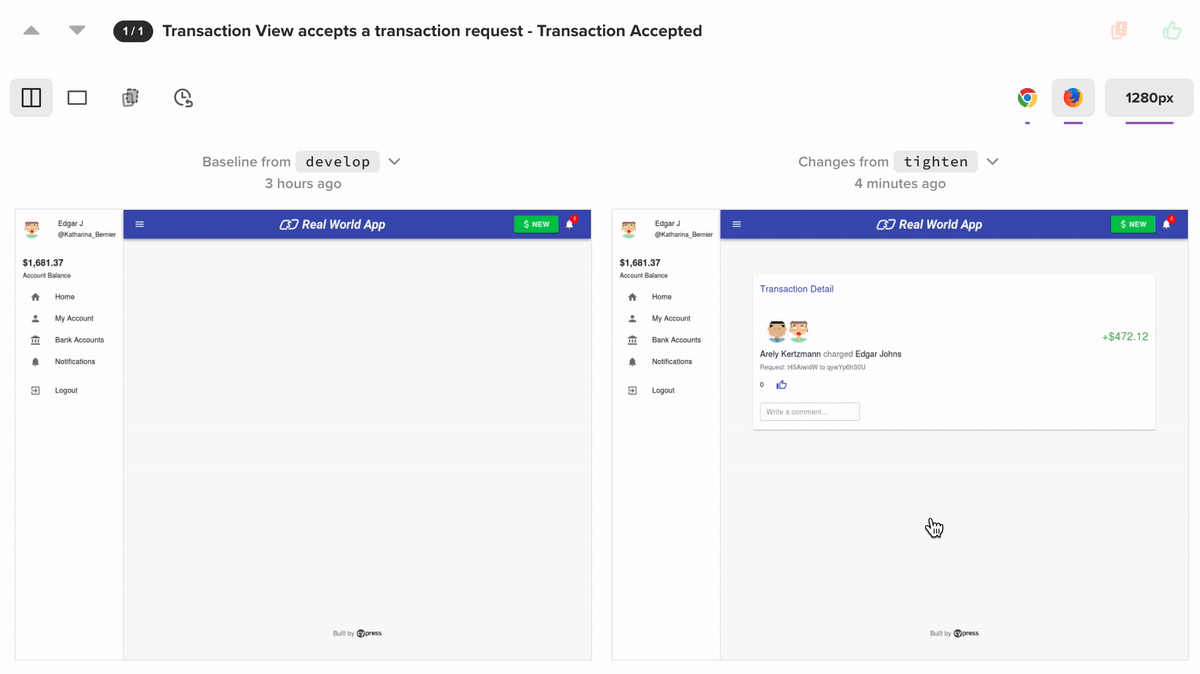 1/1 Transaction View accepts a transaction request - Transaction Accepted
1280px
Baseline from develop
3 hours ago
Changes from tighten
4 minutes ago
Edgar J
@Katharina_Bernier
$1,681.37
Account Balance
Home
My Account
Bank Accounts
Notifications
Logout
Real World App
$ NEW
8
Built by cypress
Edgar J
@Katharina_Bernier
$1,681.37
Account Balance
Home
My Account
Bank Accounts
Notifications
Logout
Real World App
$ NEW
8
Transaction Detail
+$472.12
Arely Kertzmann charged Edgar Johns
Request: t45AiwidW to qywYp6hS0U
0
Write a comment...
Built by cypress